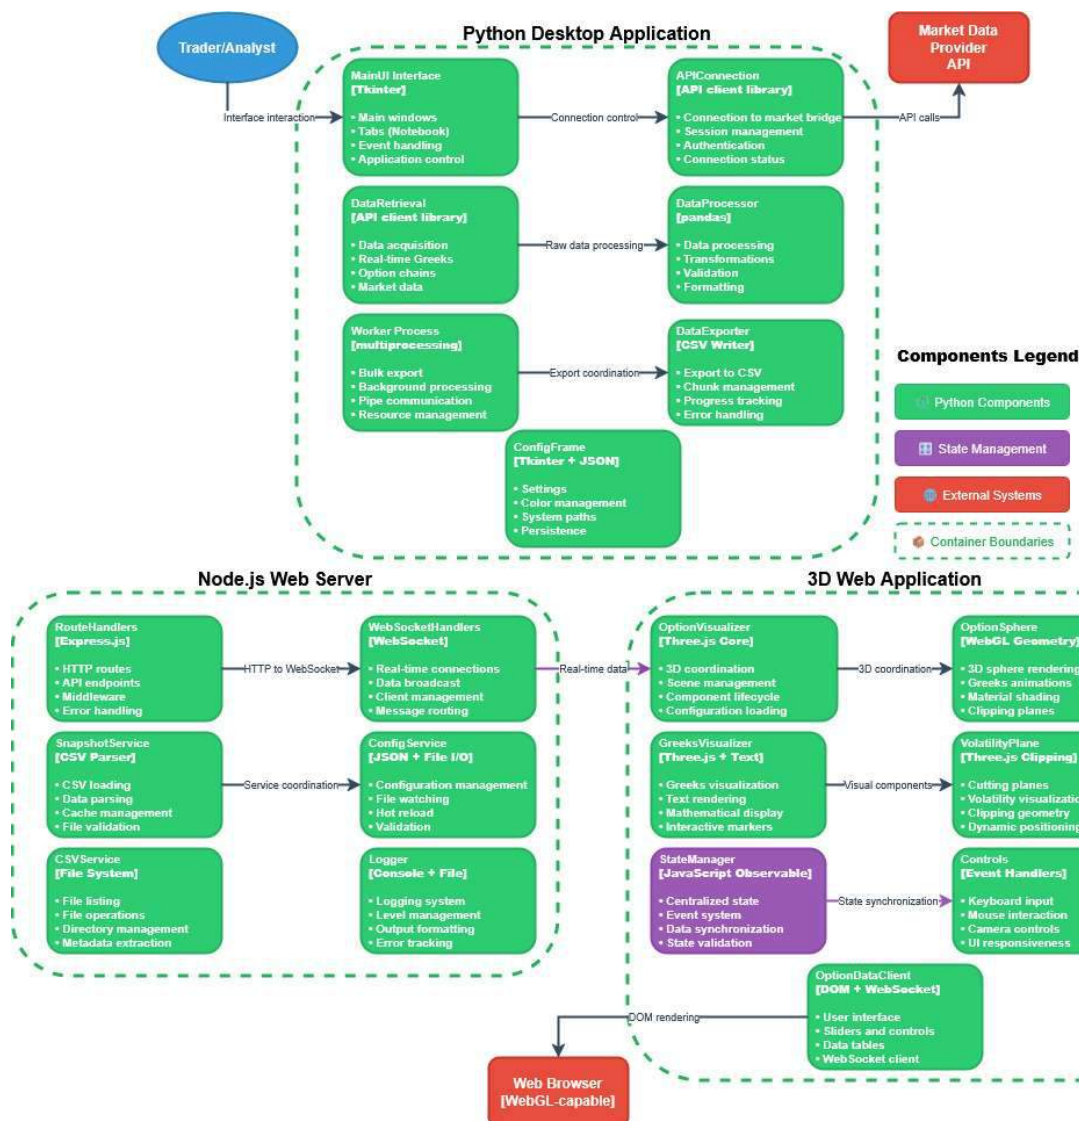 Python Desktop Application
Trader/Analyst
Market Data
Provider
API
Interface interaction
MainUI Interface
[Tkinter]
• Main windows
• Tabs (Notebook)
• Event handling
• Application control
Connection control
APIConnection
[API client library]
• Connection to market bridge
• Session management
• Authentication
• Connection status
API calls
DataRetrieval
[API client library]
• Data acquisition
• Real-time Greeks
• Option chains
• Market data
Raw data processing
DataProcessor
[pandas]
• Data processing
• Transformations
• Validation
• Formatting
Worker Process
[multiprocessing]
• Bulk export
• Background processing
• Pipe communication
• Resource management
Export coordination
DataExporter
[CSV Writer]
• Export to CSV
• Chunk management
• Progress tracking
• Error handling
ConfigFrame
[Tkinter + JSON]
• Settings
• Color management
• System paths
• Persistence
Components Legend
Python Components
State Management
External Systems
Container Boundaries
Node.js Web Server
RouteHandlers
[Express.js]
• HTTP routes
• API endpoints
• Middleware
• Error handling
HTTP to WebSocket
WebSocketHandlers
[WebSocket]
• Real-time connections
• Data broadcast
• Client management
• Message routing
Real-time data
SnapshotService
[CSV Parser]
• CSV loading
• Data parsing
• Cache management
• File validation
Service coordination
ConfigService
[JSON + File I/O]
• Configuration management
• File watching
• Hot reload
• Validation
CSVService
[File System]
• File listing
• File operations
• Directory management
• Metadata extraction
Logger
[Console + File]
• Logging system
• Level management
• Output formatting
• Error tracking
3D Web Application
OptionVisualizer
[Three.js Core]
• 3D coordination
• Scene management
• Component lifecycle
• Configuration loading
3D coordination
OptionSphere
[WebGL Geometry]
• 3D sphere rendering
• Greeks animations
• Material shading
• Clipping planes
GreeksVisualizer
[Three.js + Text]
• Greeks visualization
• Text rendering
• Mathematical display
• Interactive markers
Visual components
VolatilityPlane
[Three.js Clipping]
• Cutting planes
• Volatility visualizatio
• Clipping geometry
• Dynamic positioning
StateManager
[JavaScript Observable]
• Centralized state
• Event system
• Data synchronization
• State validation
State synchronization
Controls
[Event Handlers]
• Keyboard input
• Mouse interaction
• Camera controls
• UI responsiveness
OptionDataClient
[DOM + WebSocket]
• User interface
• Sliders and controls
• Data tables
• WebSocket client
DOM rendering
Web Browser
[WebGL-capable]